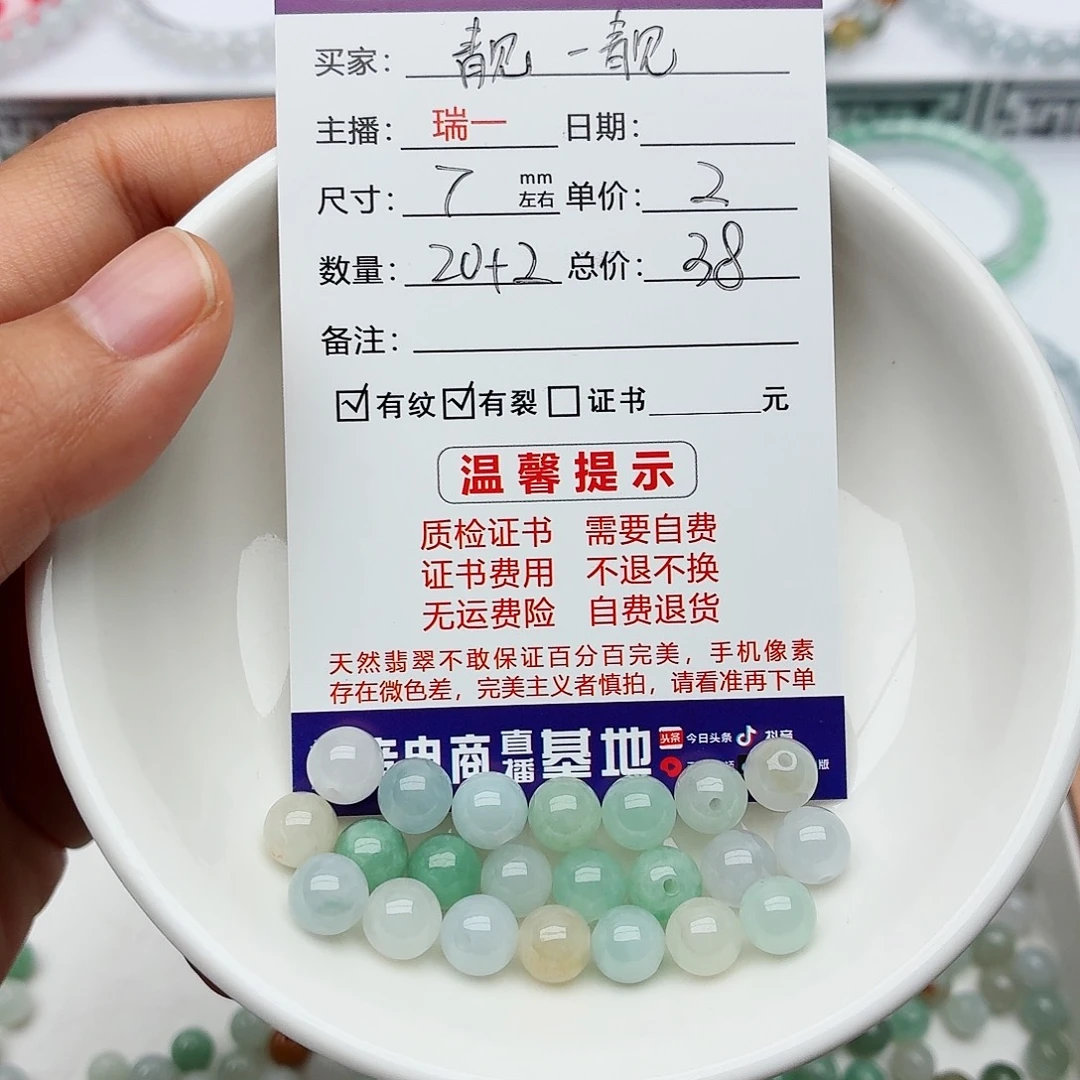 买家： 靓一靓
主播： 瑞一 日期：
尺寸： 7 mm左右 单价： 2
数量： 20+2 总价： 38
备注：
☑有纹☑有裂☐证书 元
温馨提示
质检证书 需要自费
证书费用 不退不换
无运费险 自费退货
天然翡翠不敢保证百分百完美，手机像素
存在微色差，完美主义者慎拍，请看准再下单
电商直播基地 头条 今日头条 抖音
版